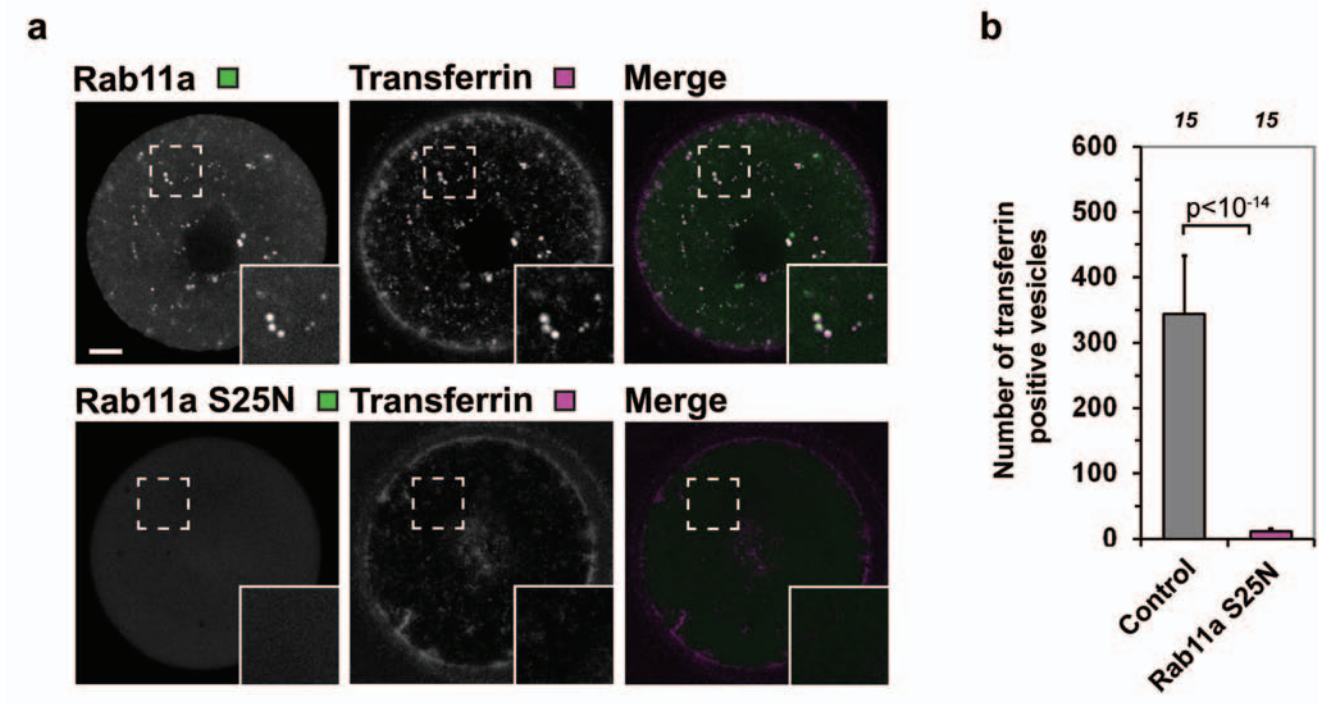 a
Rab11a Transferrin Merge
Rab11a S25N Transferrin Merge
b
15 15
600
500
400
300
200
100
0
p<10-14
Number of transferrin
positive vesicles
Control
Rab11a S25N